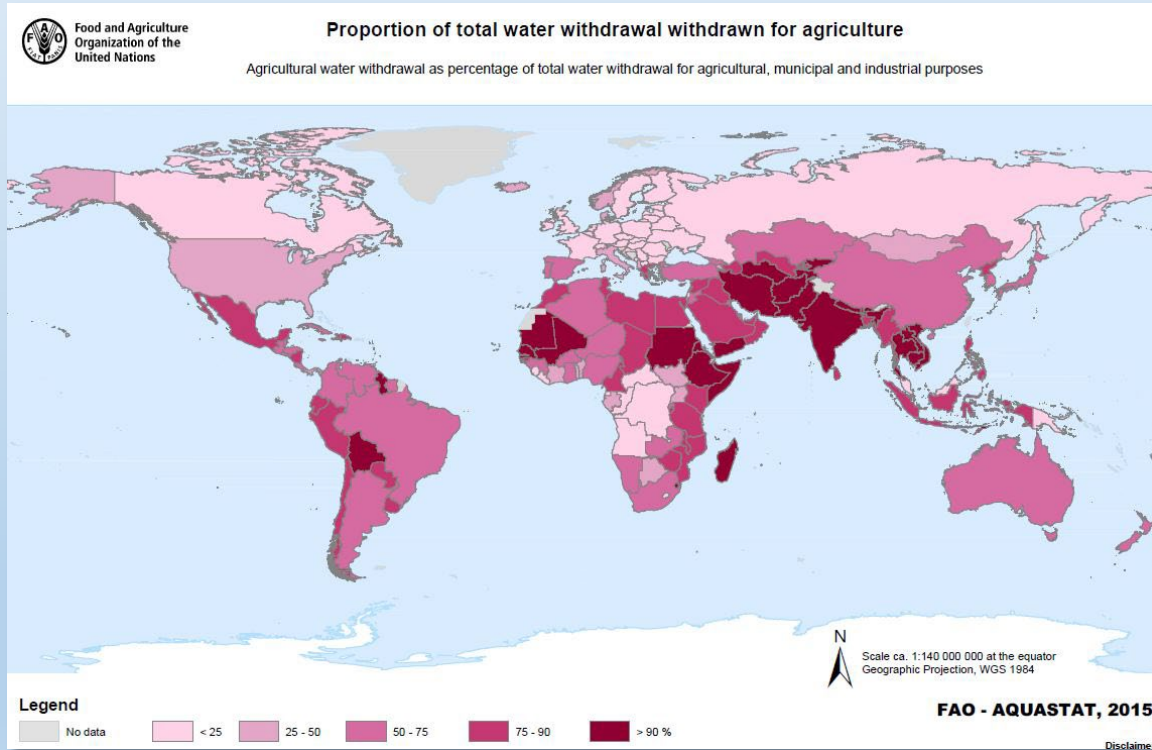 Food and Agriculture
Organization of the
United Nations
Proportion of total water withdrawal withdrawn for agriculture
Agricultural water withdrawal as percentage of total water withdrawal for agricultural, municipal and industrial purposes
N
Scale ca. 1:140 000 000 at the equator
Geographic Projection, WGS 1984
Legend
No data
< 25
25 - 50
50 - 75
75 - 90
> 90 %
FAO - AQUASTAT, 2015
Disclaime